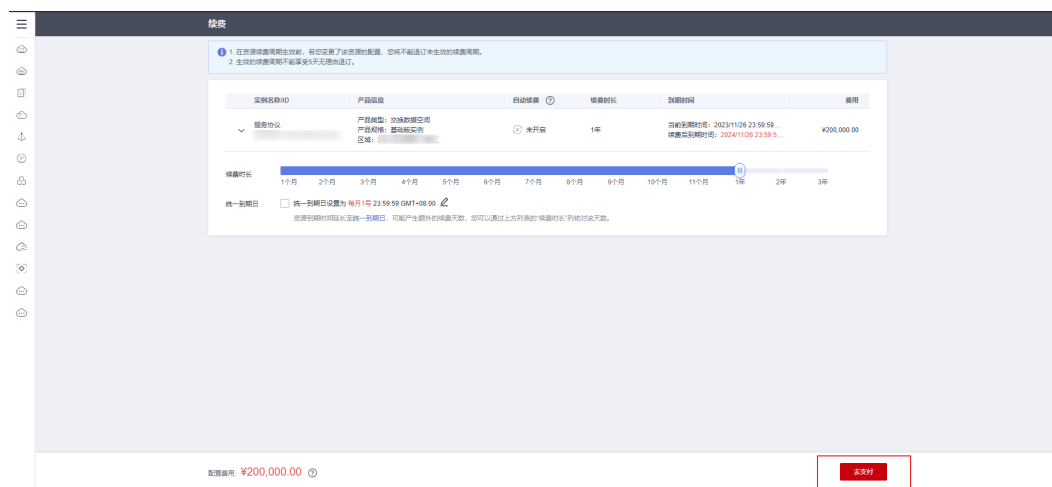 续费
1. 在资源续费周期生效前，若您变更了该资源的配置，您将不能退订未生效的续费周期。
2. 生效的续费周期不能享受5天无理由退订。
实例名称/ID 产品信息 自动续费 续费时长 到期时间 费用
服务协议
产品类型：交换数据空间
产品规格：基础版实例
区域：
未开启
1年
当前到期时间：2023/11/26 23:59:59 ...
续费后到期时间：2024/11/26 23:59:5...
¥200,000.00
续费时长
1个月 2个月 3个月 4个月 5个月 6个月 7个月 8个月 9个月 10个月 11个月 1年 2年 3年
统一到期日 统一到期日设置为 每月1号 23:59:59 GMT+08:00
资源到期时间延长至统一到期日，可能产生额外的续费天数，您可以通过上方列表的“续费时长”列核对该天数。
配置费用: ¥200,000.00
去支付